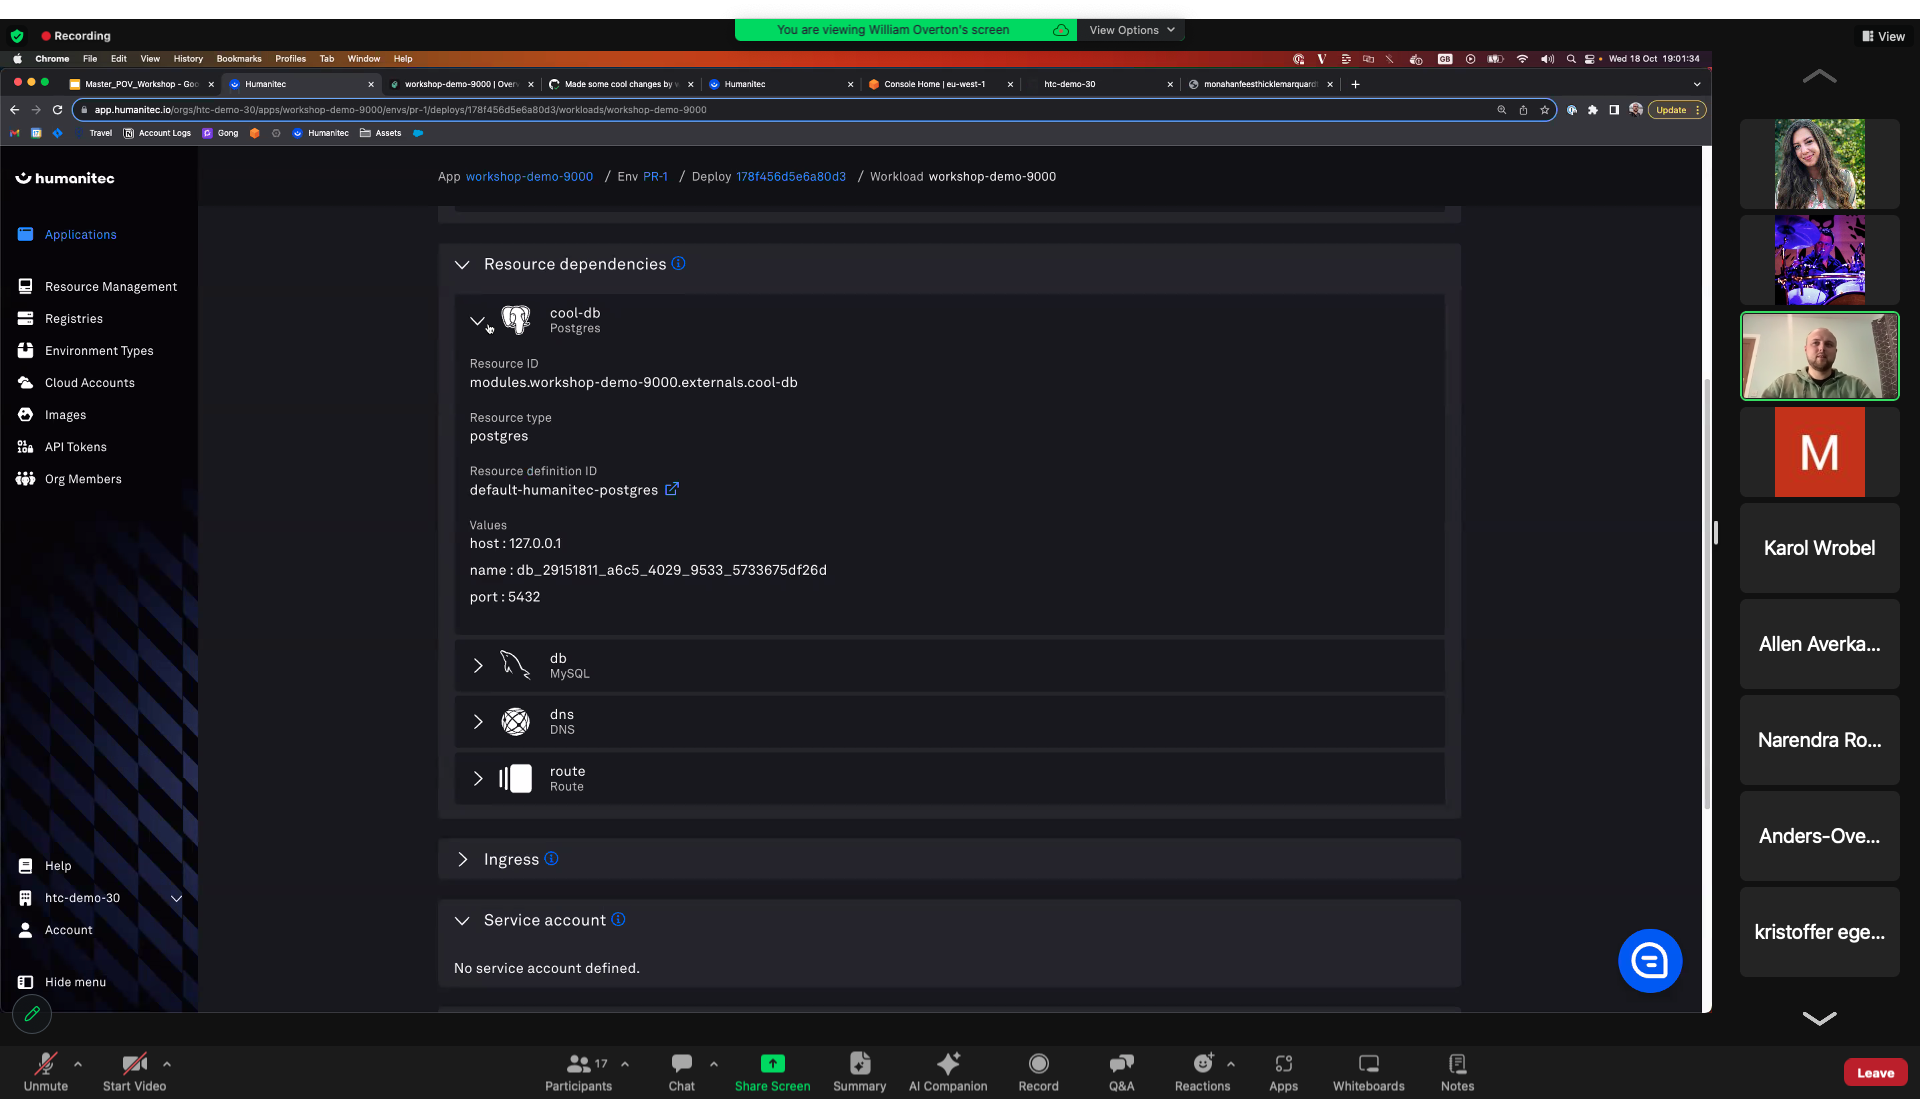 Recording
You are viewing William Overton's screen
View Options
View
Chrome File Edit View History Bookmarks Profiles Tab Window Help
GB
Wed 18 Oct 19:01:34
Master_POV_Workshop - Goo
Humanitec
workshop-demo-9000 | Over
Made some cool changes by
Humanitec
Console Home | eu-west-1
htc-demo-30
monahanfeesthicklemarquard
app.humanitec.io/orgs/htc-demo-30/apps/workshop-demo-9000/envs/pr-1/deploys/178f456d5e6a80d3/workloads/workshop-demo-9000
Update
Travel
Account Logs
Gong
Humanitec
Assets
humanitec
App workshop-demo-9000 / Env PR-1 / Deploy 178f456d5e6a80d3 / Workload workshop-demo-9000
Applications
Resource Management
Registries
Environment Types
Cloud Accounts
Images
API Tokens
Org Members
Help
htc-demo-30
Account
Hide menu
Resource dependencies
cool-db
Postgres
Resource ID
modules.workshop-demo-9000.externals.cool-db
Resource type
postgres
Resource definition ID
default-humanitec-postgres
Values
host : 127.0.0.1
name : db_29151811_a6c5_4029_9533_5733675df26d
port : 5432
db
MySQL
dns
DNS
route
Route
Ingress
Service account
No service account defined.
M
Karol Wrobel
Allen Averka...
Narendra Ro...
Anders-Ove...
kristoffer ege...
Unmute
Start Video
17
Participants
Chat
Share Screen
Summary
AI Companion
Record
Q&A
Reactions
Apps
Whiteboards
Notes
Leave